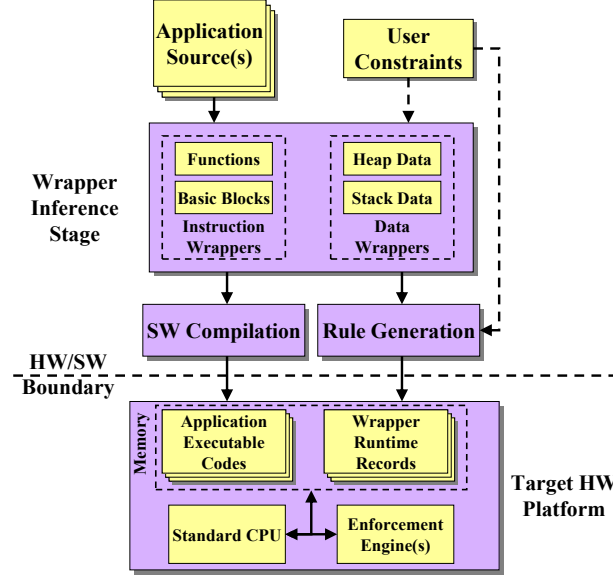 Application
Source(s)
User
Constraints
Wrapper
Inference
Stage
Functions
Basic Blocks
Instruction
Wrappers
Heap Data
Stack Data
Data
Wrappers
SW Compilation
Rule Generation
HW/SW
Boundary
Memory
Application
Executable
Codes
Wrapper
Runtime
Records
Standard CPU
Enforcement
Engine(s)
Target HW
Platform